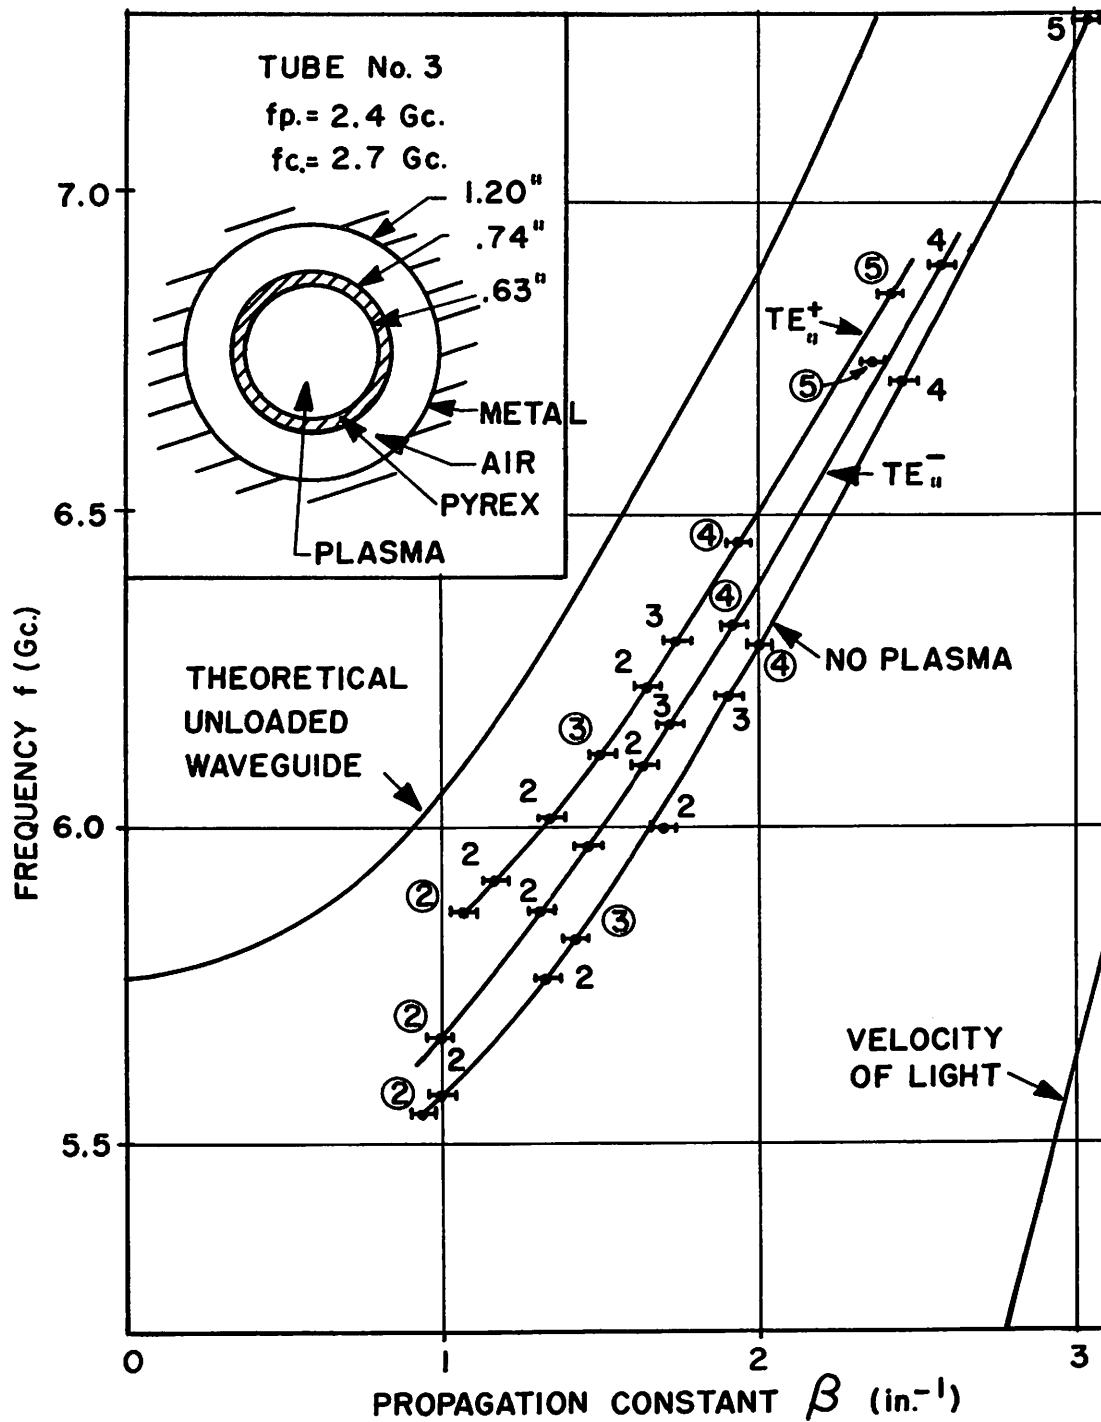 TUBE No. 3
fp.= 2.4 Gc.
fc.= 2.7 Gc.
1.20"
.74"
.63"
METAL
AIR
PYREX
PLASMA
5
7.0
4
⑤
TE₁₁⁺
⑤
4
TE₁₁⁻
6.5
④
④
3
2
NO PLASMA
④
THEORETICAL
UNLOADED
WAVEGUIDE
③
3
3
2
2
2
6.0
2
②
2
③
2
②
2
②
VELOCITY
OF LIGHT
5.5
FREQUENCY f (Gc.)
0
1
2
3
PROPAGATION CONSTANT β (in.⁻¹)